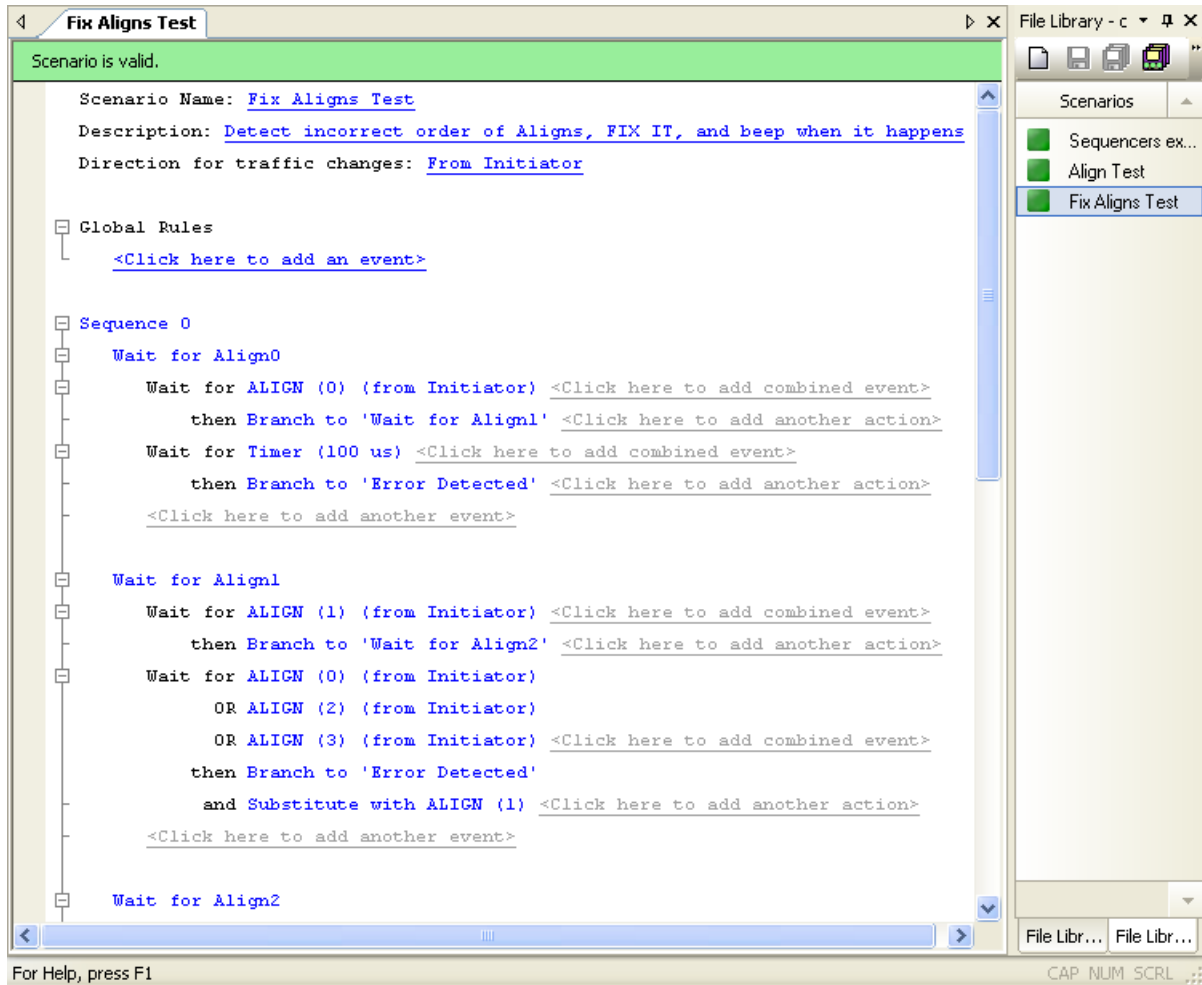 Fix Aligns Test
Scenario is valid.
Scenario Name: Fix Aligns Test
Description: Detect incorrect order of Aligns, FIX IT, and beep when it happens
Direction for traffic changes: From Initiator
Global Rules
<Click here to add an event>
Sequence 0
Wait for Align0
Wait for ALIGN (0) (from Initiator) <Click here to add combined event>
then Branch to 'Wait for Align1' <Click here to add another action>
Wait for Timer (100 us) <Click here to add combined event>
then Branch to 'Error Detected' <Click here to add another action>
<Click here to add another event>
Wait for Align1
Wait for ALIGN (1) (from Initiator) <Click here to add combined event>
then Branch to 'Wait for Align2' <Click here to add another action>
Wait for ALIGN (0) (from Initiator)
OR ALIGN (2) (from Initiator)
OR ALIGN (3) (from Initiator) <Click here to add combined event>
then Branch to 'Error Detected'
and Substitute with ALIGN (1) <Click here to add another action>
<Click here to add another event>
Wait for Align2
File Library - c
Scenarios
Sequencers ex...
Align Test
Fix Aligns Test
File Libr... File Libr...
For Help, press F1
CAP NUM SCRL